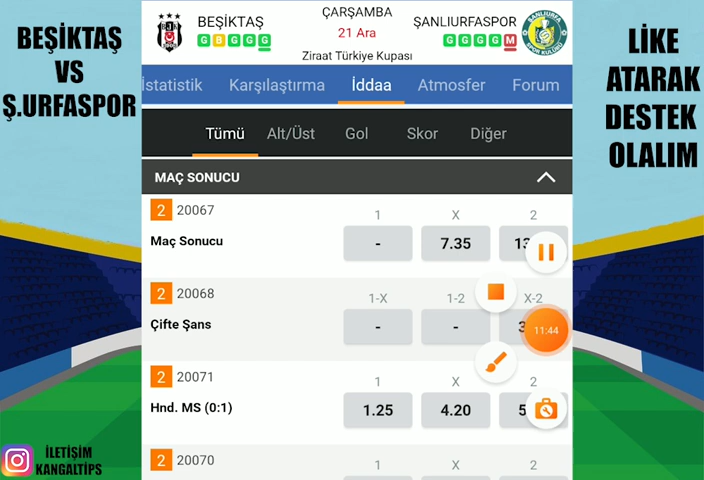 BEŞİKTAŞ
VS
Ş.URFASPOR
BEŞİKTAŞ
G B G G G
ÇARŞAMBA
21 Ara
Ziraat Türkiye Kupası
ŞANLIURFASPOR
G G G G M
LİKE
ATARAK
DESTEK
OLALIM
İstatistik Karşılaştırma İddaa Atmosfer Forum
Tümü Alt/Üst Gol Skor Diğer
MAÇ SONUCU
2 20067
1 X 2
Maç Sonucu - 7.35
2 20068
1-X 1-2 X-2
Çifte Şans - -
11:44
2 20071
1 X 2
Hnd. MS (0:1) 1.25 4.20
2 20070
1 X 2
İLETİŞİM
KANGALTİPS